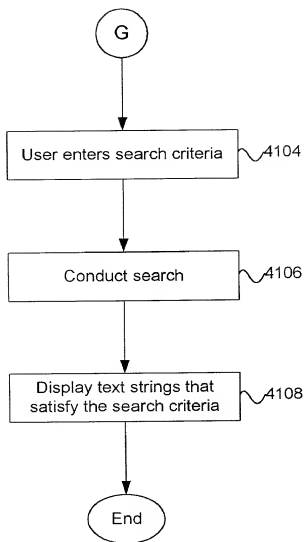 G
User enters search criteria
4104
Conduct search
4106
Display text strings that
satisfy the search criteria
4108
End